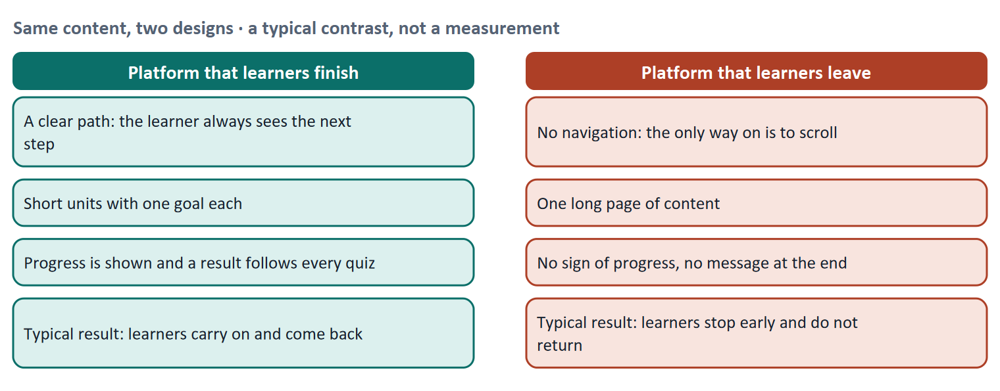 Same content, two designs · a typical contrast, not a measurement
Platform that learners finish
A clear path: the learner always sees the next
step
Short units with one goal each
Progress is shown and a result follows every quiz
Typical result: learners carry on and come back
Platform that learners leave
No navigation: the only way on is to scroll
One long page of content
No sign of progress, no message at the end
Typical result: learners stop early and do not
return